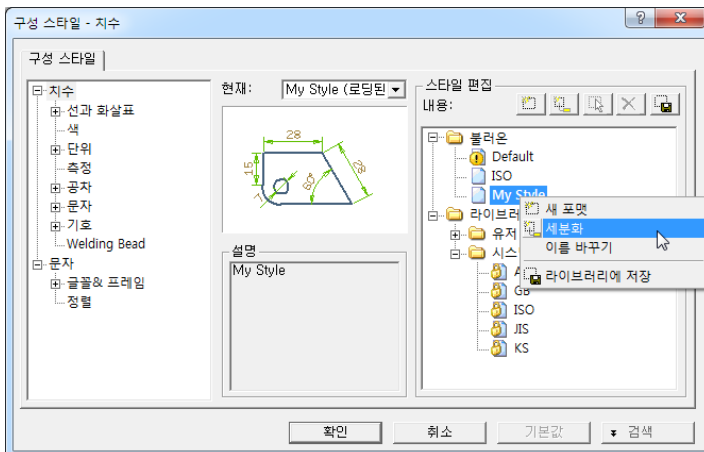 구성 스타일 - 치수
구성 스타일
치수
선과 화살표
색
단위
측정
공차
문자
기호
Welding Bead
문자
글꼴& 프레임
정렬
현재:
My Style (로딩된
28
15
7
60°
설명
My Style
스타일 편집
내용:
불러온
Default
ISO
My Style
라이브러
유저
시스
GB
ISO
JIS
KS
새 포맷
세분화
이름 바꾸기
라이브러리에 저장
확인
취소
기본값
검색